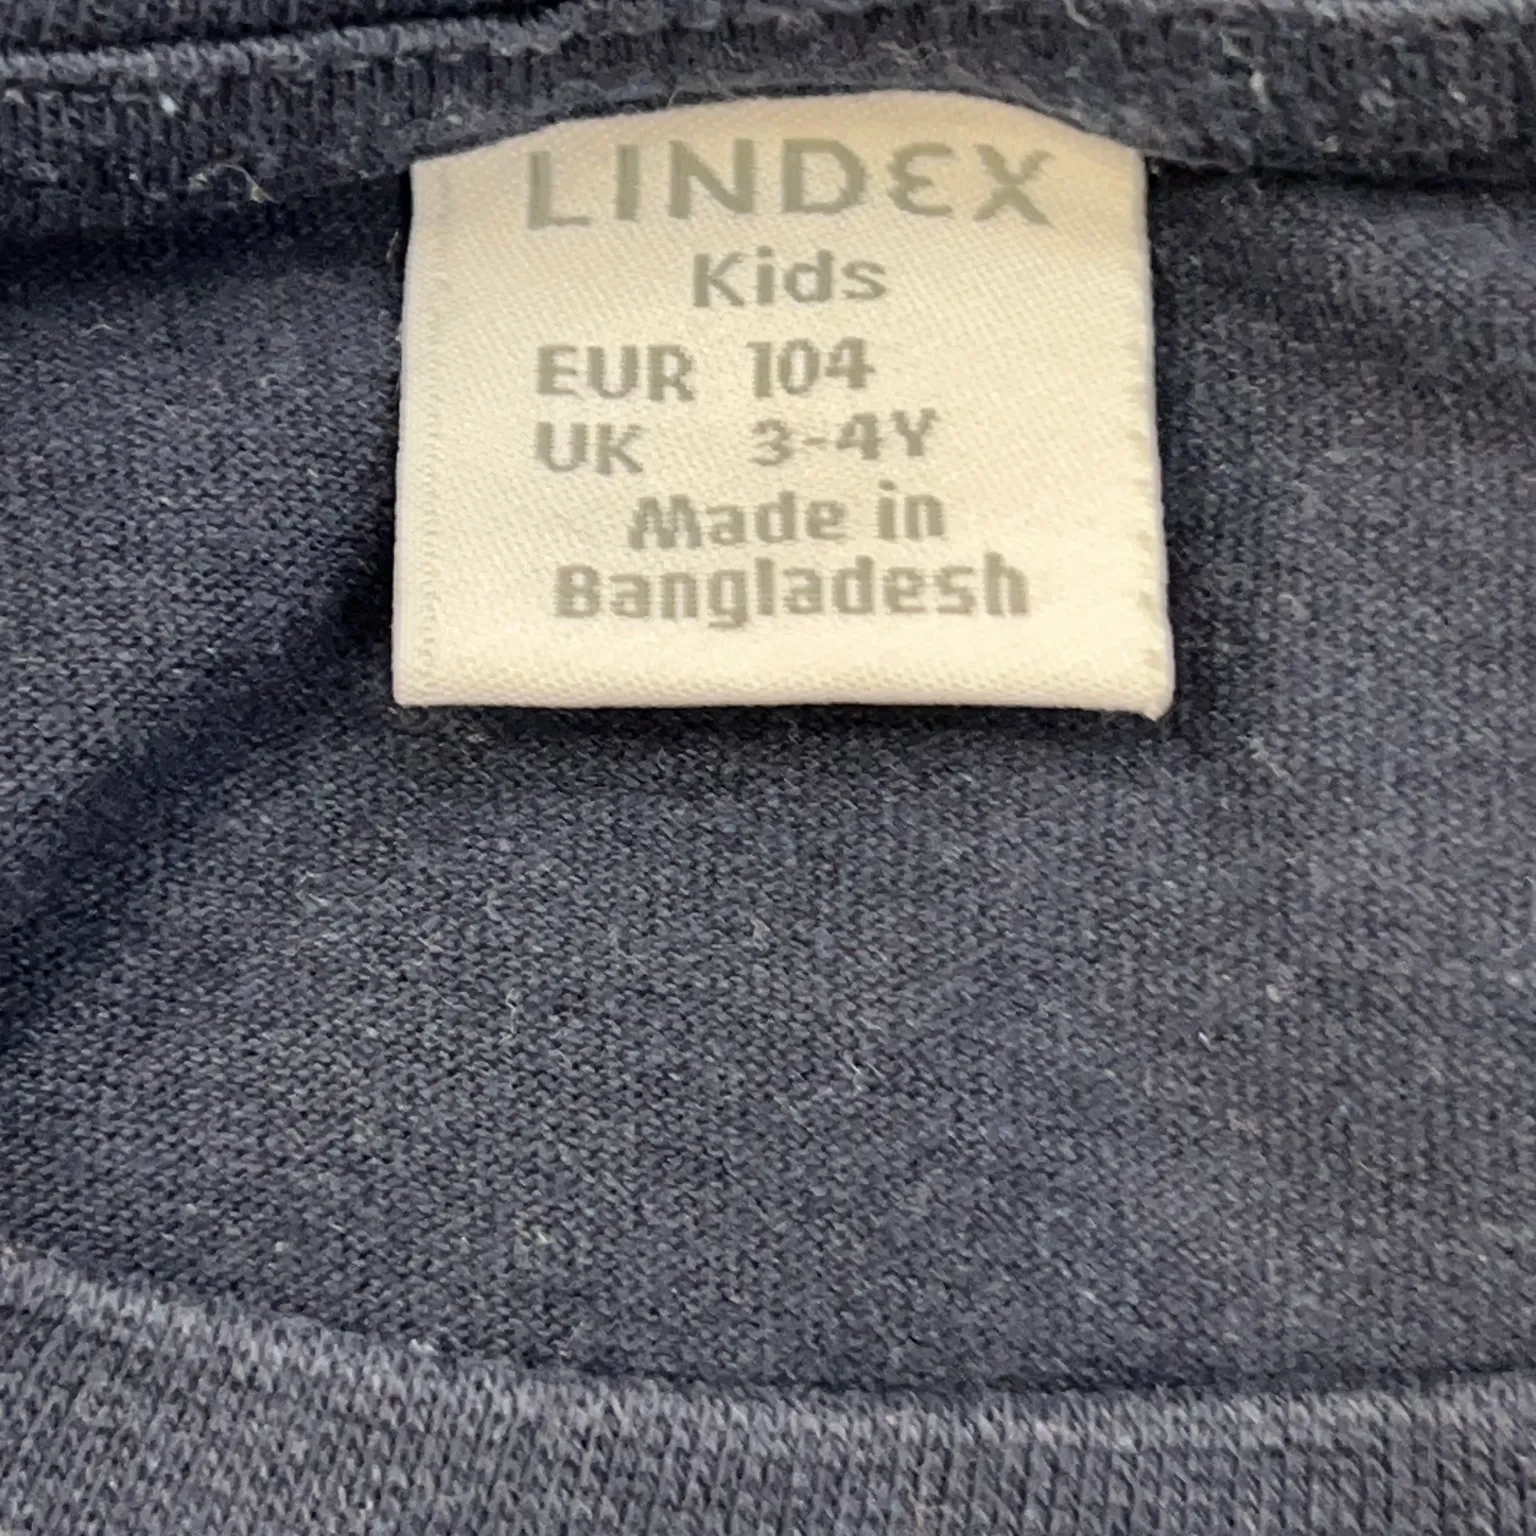 LINDEX
Kids
EUR 104
UK 3-4Y
Made in
Bangladesh